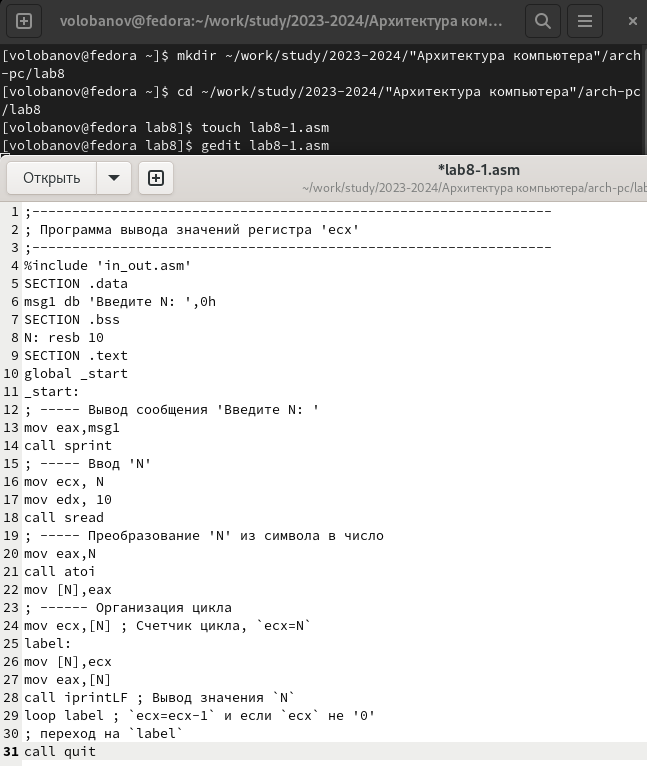 volobanov@fedora:~/work/study/2023-2024/Архитектура ком...
[volobanov@fedora ~]$ mkdir ~/work/study/2023-2024/"Архитектура компьютера"/arch
-pc/lab8
[volobanov@fedora ~]$ cd ~/work/study/2023-2024/"Архитектура компьютера"/arch-pc
/lab8
[volobanov@fedora lab8]$ touch lab8-1.asm
[volobanov@fedora lab8]$ gedit lab8-1.asm
Открыть
*lab8-1.asm
~/work/study/2023-2024/Архитектура компьютера/arch-pc/lab
1 ;-----------------------------------------------------------------
2 ; Программа вывода значений регистра 'ecx'
3 ;-----------------------------------------------------------------
4 %include 'in_out.asm'
5 SECTION .data
6 msg1 db 'Введите N: ',0h
7 SECTION .bss
8 N: resb 10
9 SECTION .text
10 global _start
11 _start:
12 ; ----- Вывод сообщения 'Введите N: '
13 mov eax,msg1
14 call sprint
15 ; ----- Ввод 'N'
16 mov ecx, N
17 mov edx, 10
18 call sread
19 ; ----- Преобразование 'N' из символа в число
20 mov eax,N
21 call atoi
22 mov [N],eax
23 ; ------ Организация цикла
24 mov ecx,[N] ; Счетчик цикла, `ecx=N`
25 label:
26 mov [N],ecx
27 mov eax,[N]
28 call iprintLF ; Вывод значения `N`
29 loop label ; `ecx=ecx-1` и если `ecx` не '0'
30 ; переход на `label`
31 call quit